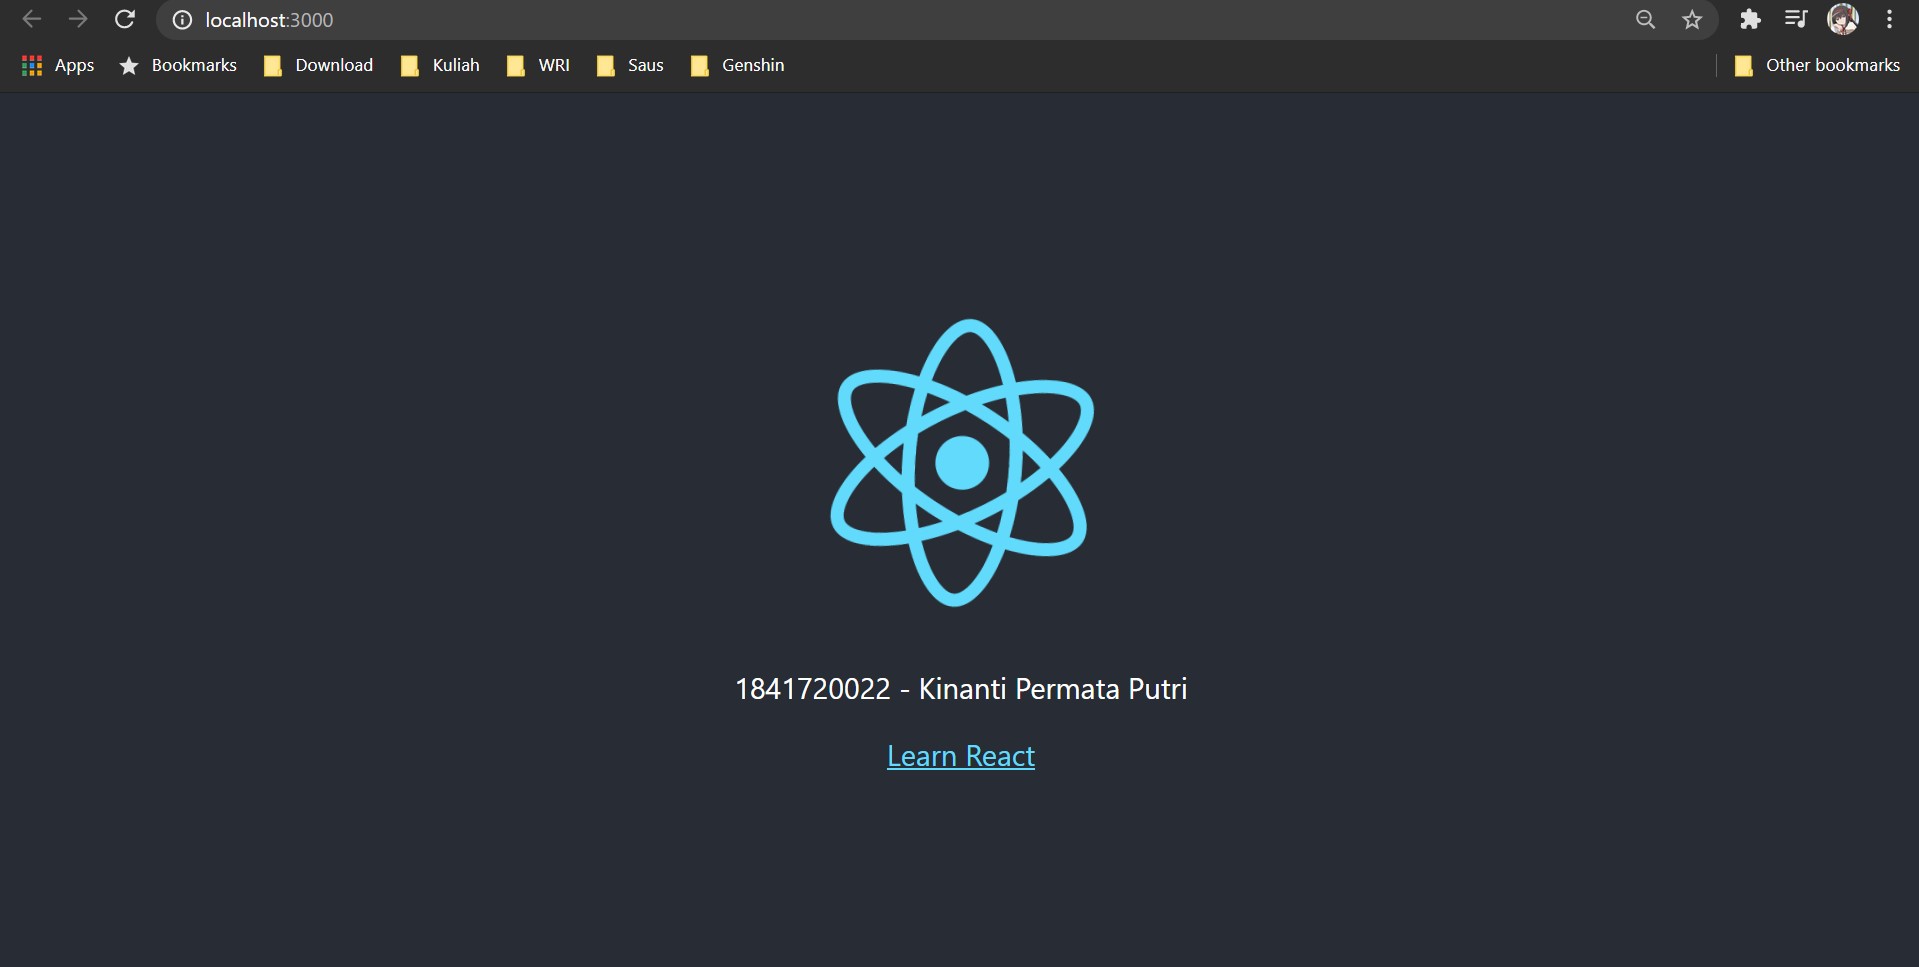 localhost:3000
Apps Bookmarks Download Kuliah WRI Saus Genshin Other bookmarks
1841720022 - Kinanti Permata Putri
Learn React